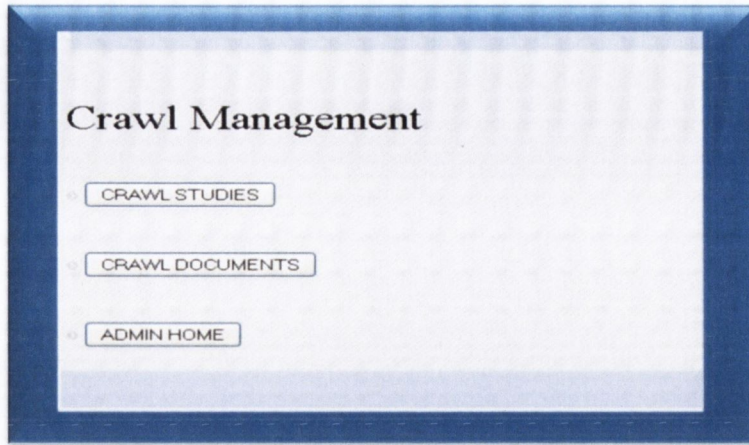 Crawl Management
CRAWL STUDIES
CRAWL DOCUMENTS
ADMIN HOME